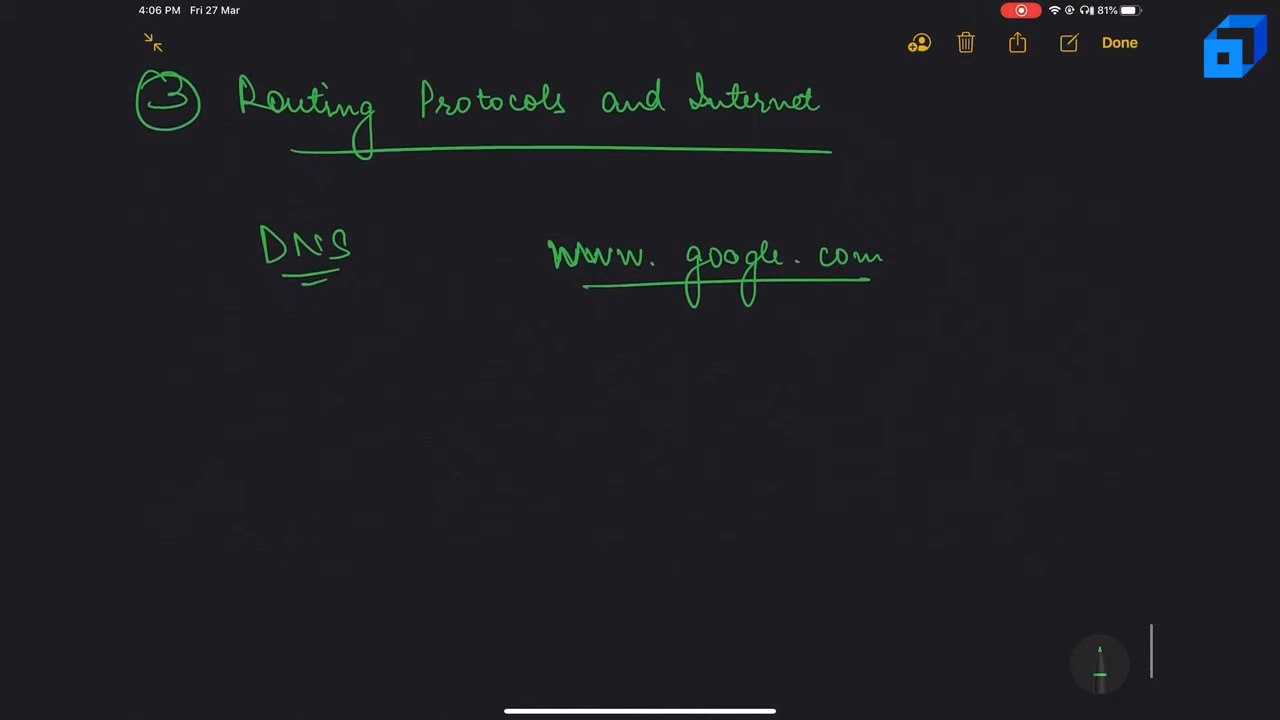 4:06 PM Fri 27 Mar 81%
Done
3 Routing Protocols and Internet
DNS www. google. com